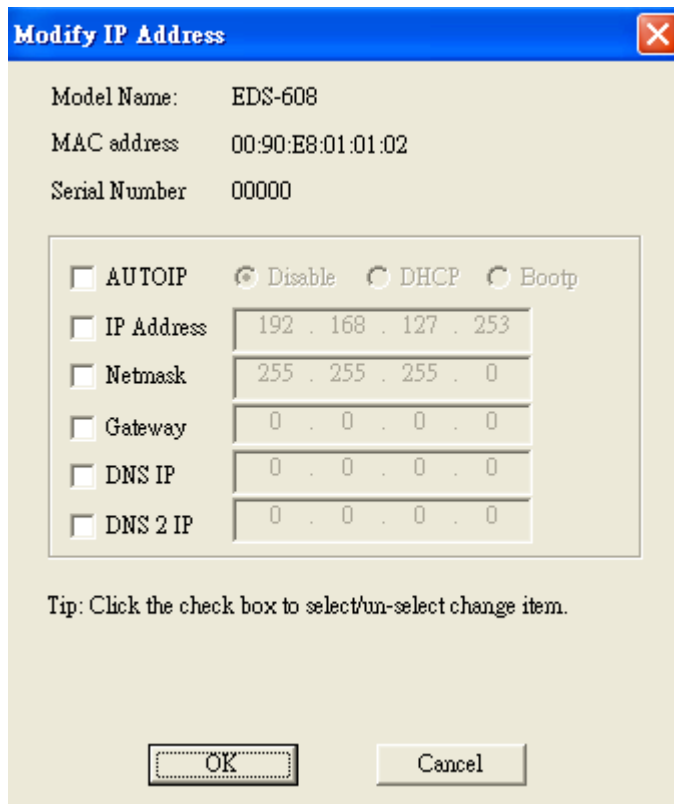 Modify IP Address
Model Name: EDS-608
MAC address 00:90:E8:01:01:02
Serial Number 00000
AUTOIP Disable DHCP Bootp
IP Address 192 . 168 . 127 . 253
Netmask 255 . 255 . 255 . 0
Gateway 0 . 0 . 0 . 0
DNS IP 0 . 0 . 0 . 0
DNS 2 IP 0 . 0 . 0 . 0
Tip: Click the check box to select/un-select change item.
OK Cancel